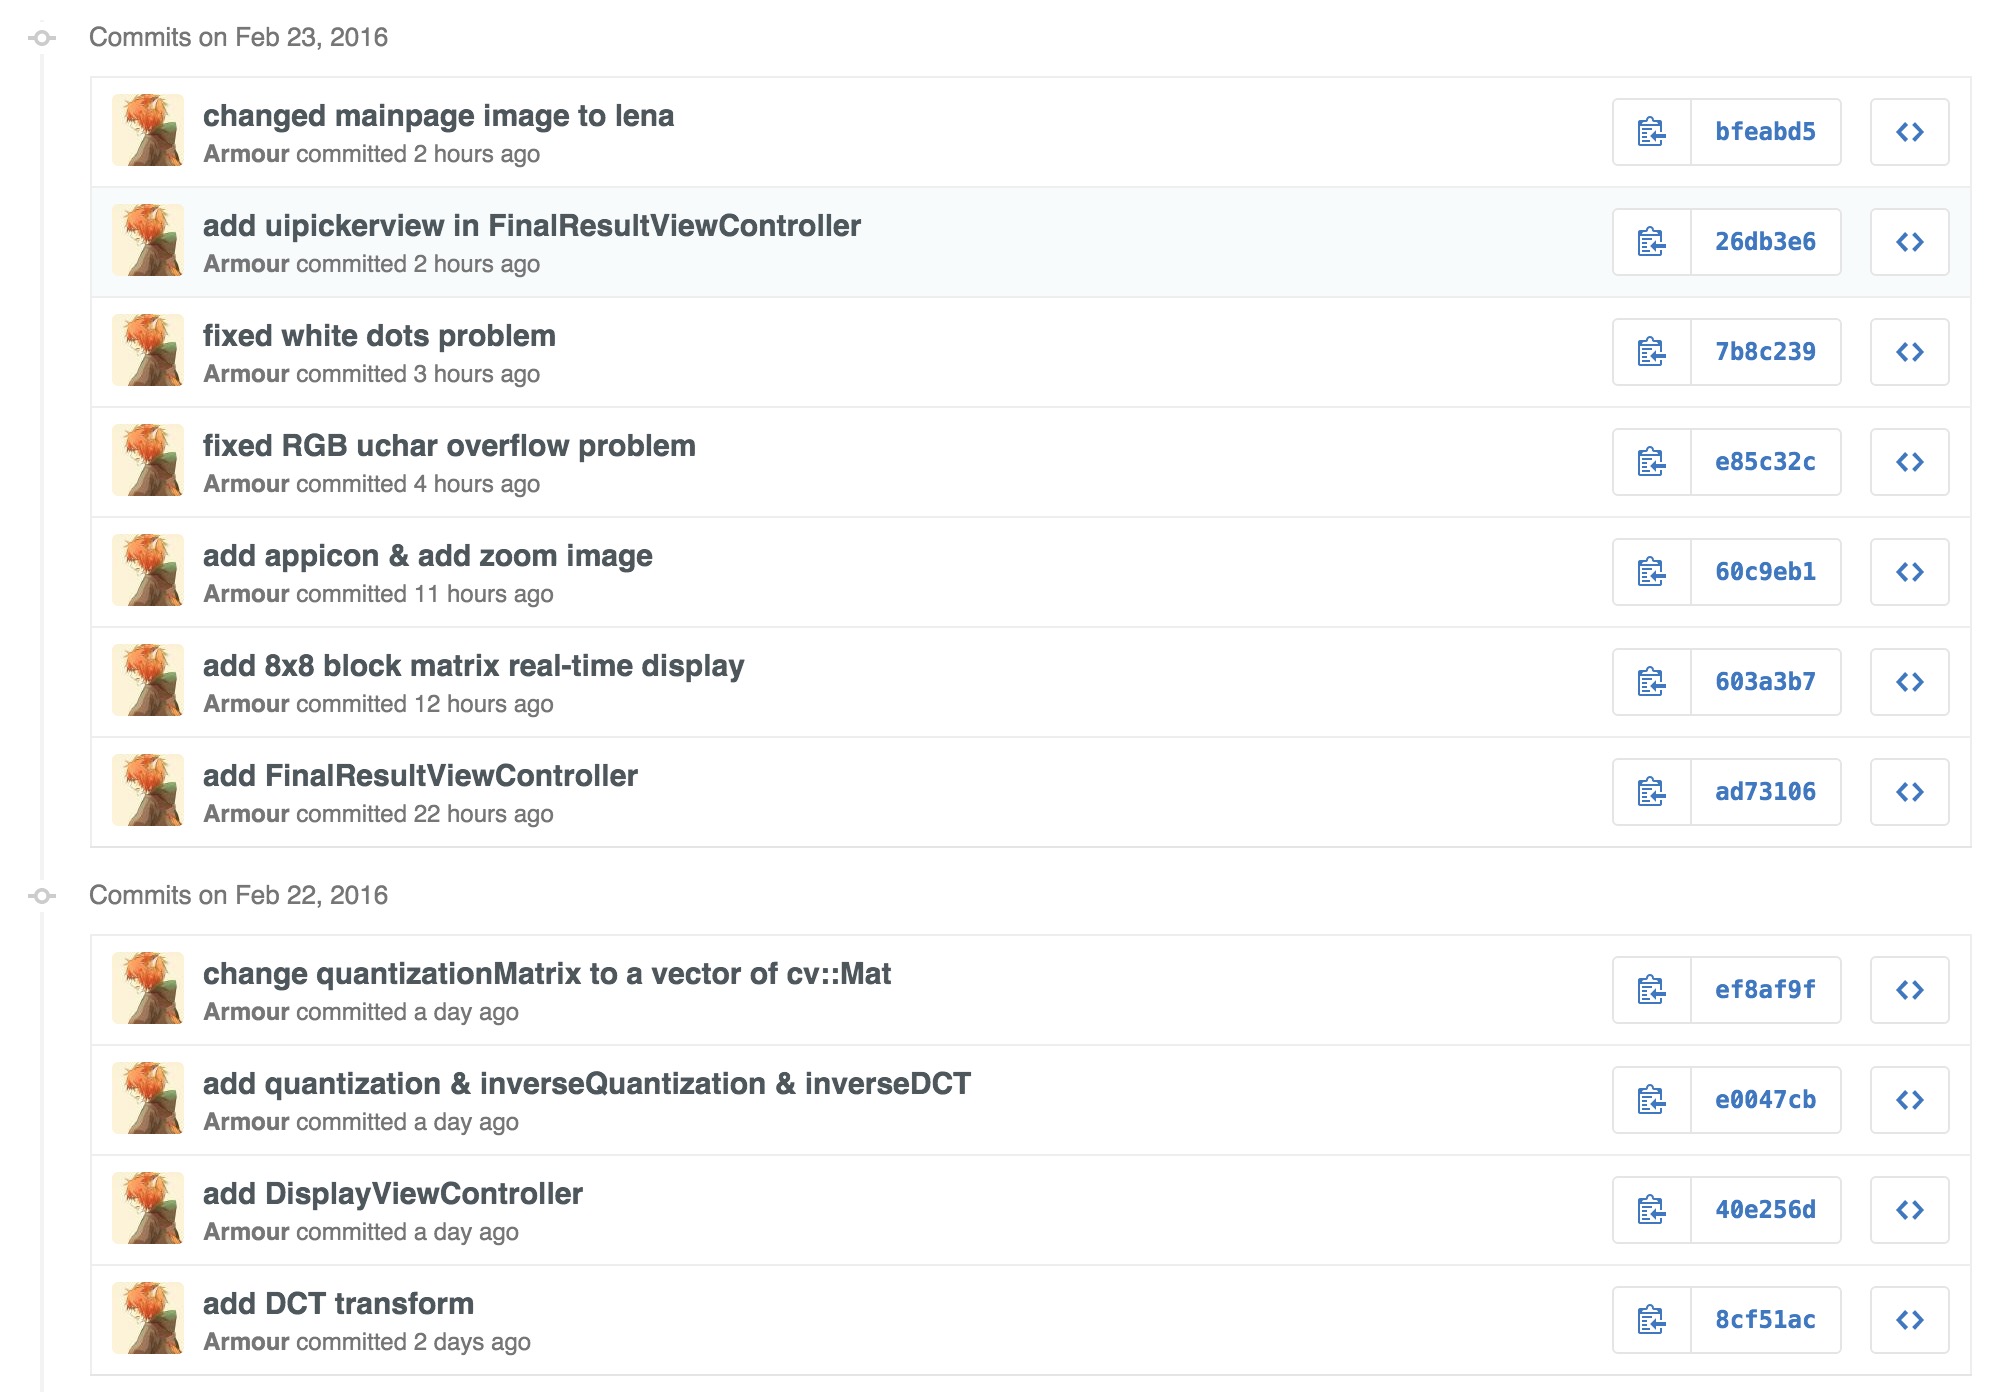 Commits on Feb 23, 2016
changed mainpage image to lena
Armour committed 2 hours ago
bfeabd5
add uipickerview in FinalResultViewController
Armour committed 2 hours ago
26db3e6
fixed white dots problem
Armour committed 3 hours ago
7b8c239
fixed RGB uchar overflow problem
Armour committed 4 hours ago
e85c32c
add appicon & add zoom image
Armour committed 11 hours ago
60c9eb1
add 8x8 block matrix real-time display
Armour committed 12 hours ago
603a3b7
add FinalResultViewController
Armour committed 22 hours ago
ad73106
Commits on Feb 22, 2016
change quantizationMatrix to a vector of cv::Mat
Armour committed a day ago
ef8af9f
add quantization & inverseQuantization & inverseDCT
Armour committed a day ago
e0047cb
add DisplayViewController
Armour committed a day ago
40e256d
add DCT transform
Armour committed 2 days ago
8cf51ac